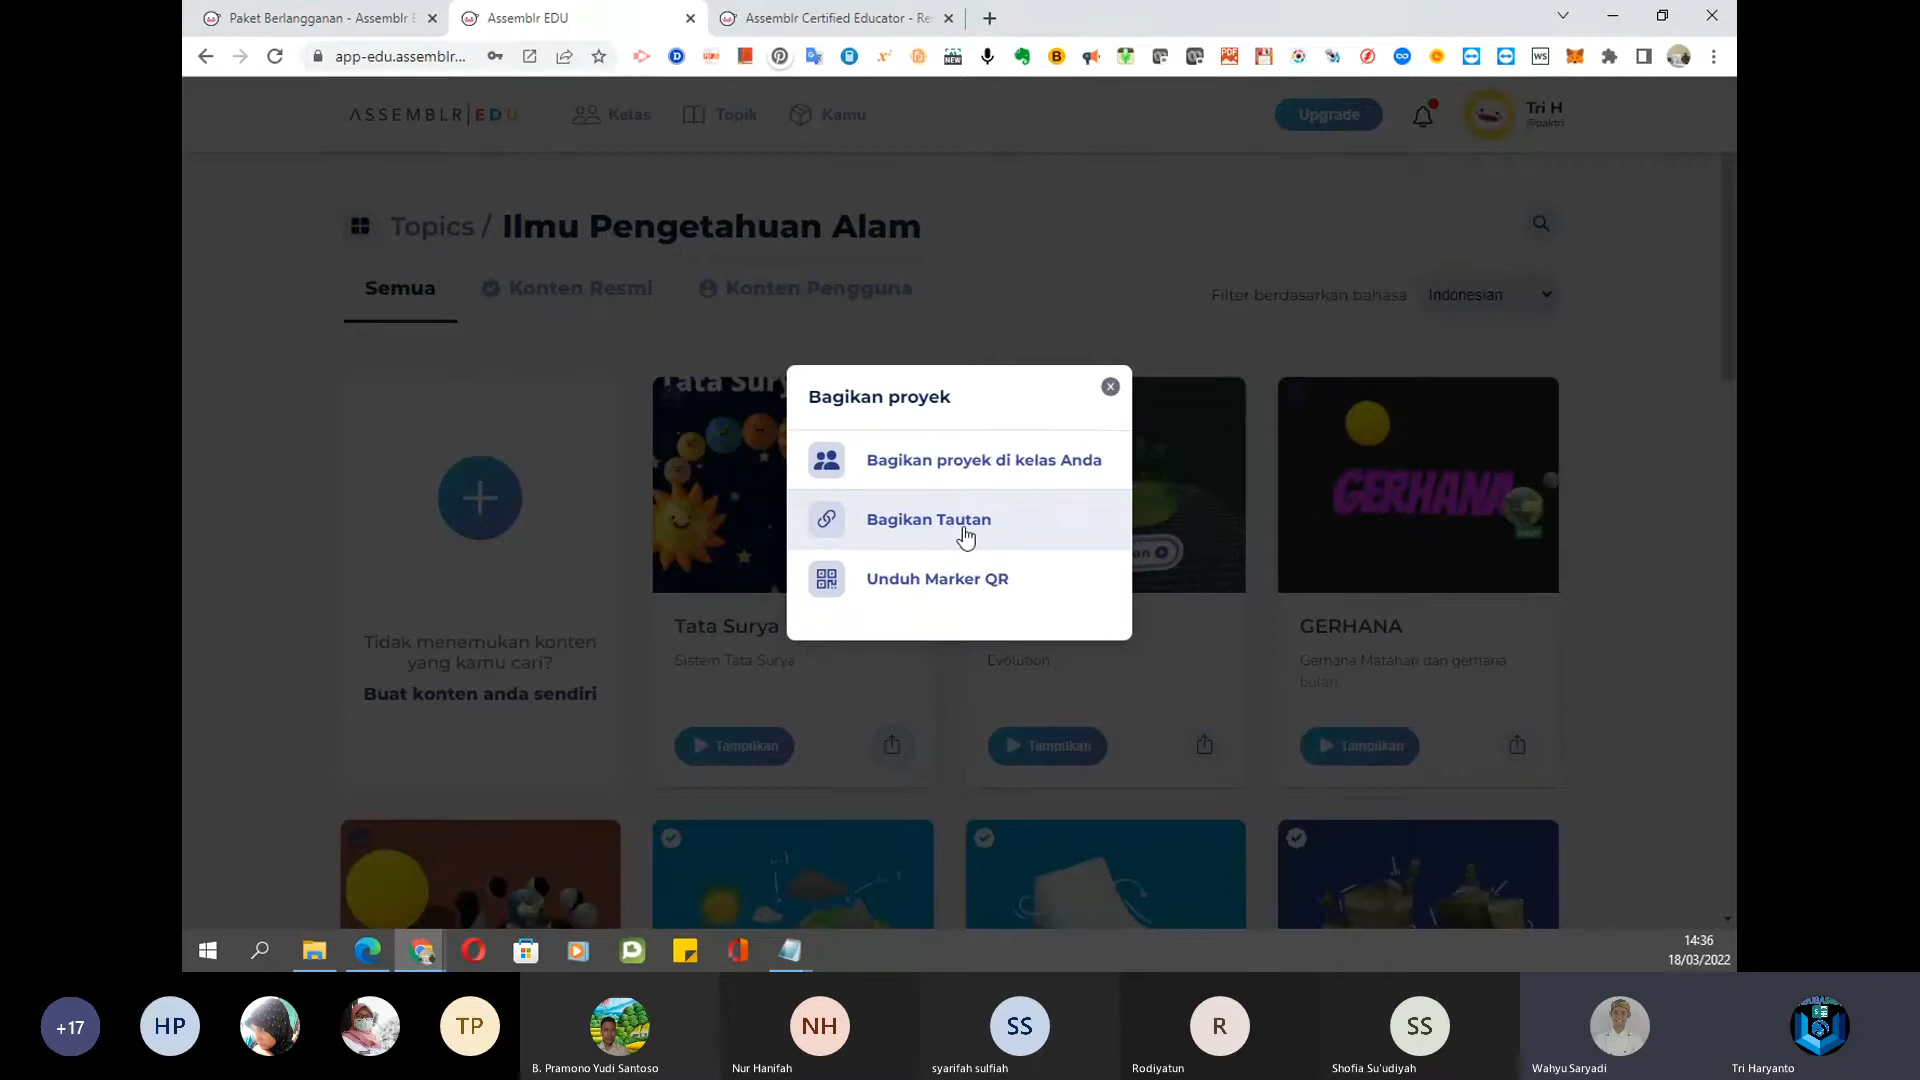 Paket Berlangganan - Assemblr E
Assemblr EDU
Assemblr Certified Educator - Re
app-edu.assemblr...
ASSEMBLR EDU
Kelas
Topik
Kamu
Upgrade
Tri H
@paktri
Topics / Ilmu Pengetahuan Alam
Semua
Konten Resmi
Konten Pengguna
Filter berdasarkan bahasa
Indonesian
Bagikan proyek
Bagikan proyek di kelas Anda
Bagikan Tautan
Unduh Marker QR
Tata Sur
GERHANA
Tidak menemukan konten
yang kamu cari?
Buat konten anda sendiri
Tata Surya
Sistem Tata Surya
Tampilkan
Evolution
Tampilkan
GERHANA
Gerhana Matahari dan gerhana
bulan
Tampilkan
14:36
18/03/2022
+17
HP
TP
B. Pramono Yudi Santoso
NH
Nur Hanifah
SS
syarifah sulfiah
R
Rodiyatun
SS
Shofia Su'udiyah
Wahyu Saryadi
Tri Haryanto